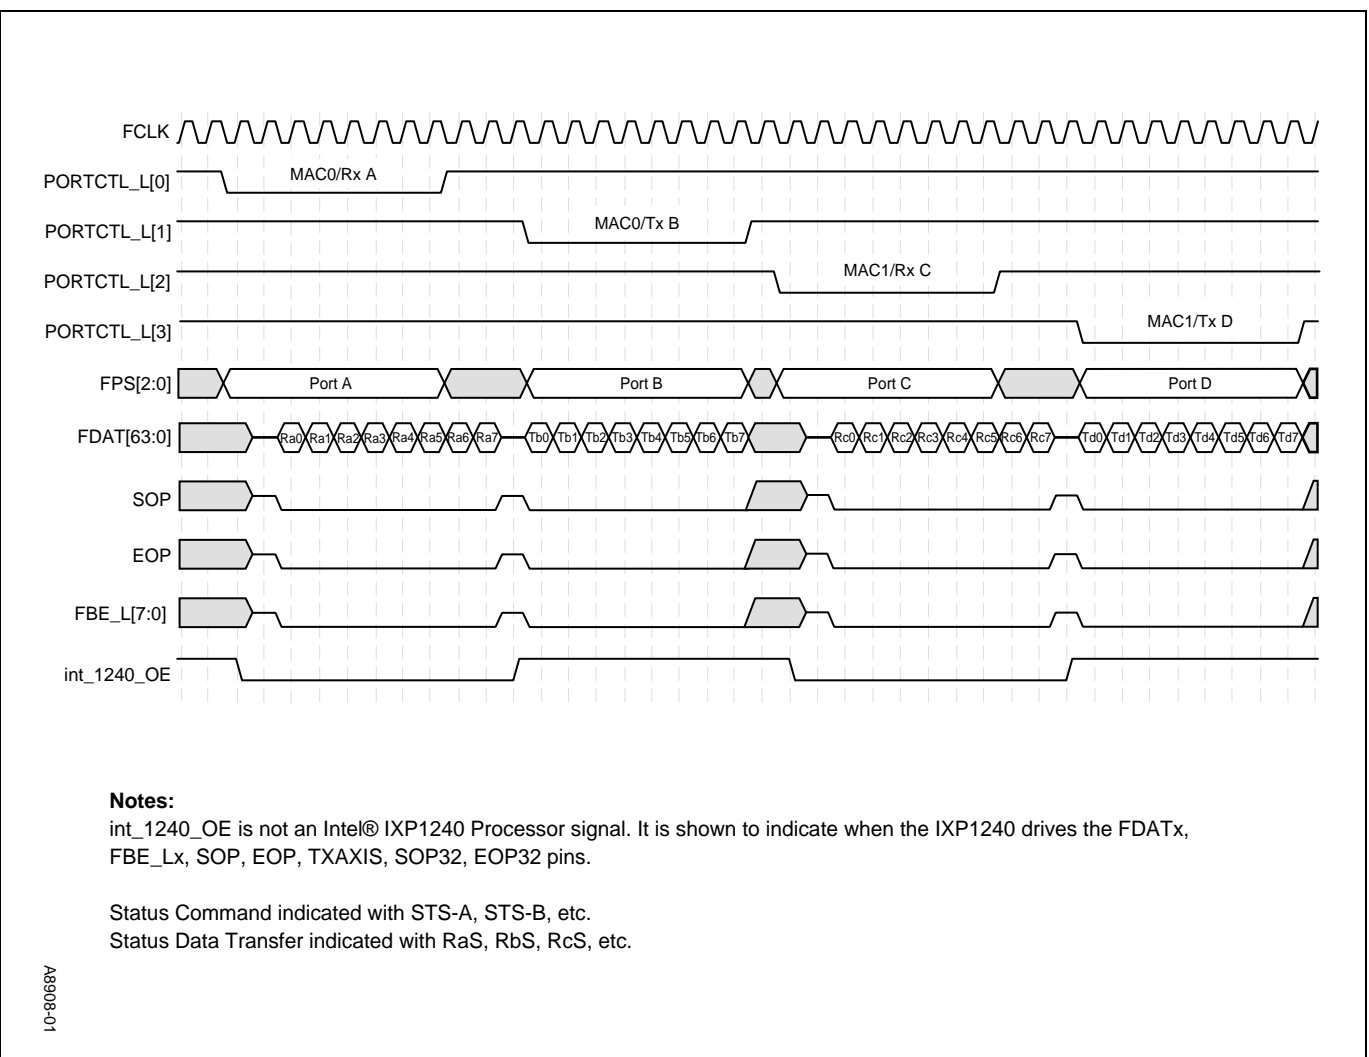 FCLK
PORTCTL_L[0]
MAC0/Rx A
PORTCTL_L[1]
MAC0/Tx B
PORTCTL_L[2]
MAC1/Rx C
PORTCTL_L[3]
MAC1/Tx D
FPS[2:0]
Port A
Port B
Port C
Port D
FDAT[63:0]
Ra0 Ra1 Ra2 Ra3 Ra4 Ra5 Ra6 Ra7
Tb0 Tb1 Tb2 Tb3 Tb4 Tb5 Tb6 Tb7
Rc0 Rc1 Rc2 Rc3 Rc4 Rc5 Rc6 Rc7
Td0 Td1 Td2 Td3 Td4 Td5 Td6 Td7
SOP
EOP
FBE_L[7:0]
int_1240_OE
Notes:
int_1240_OE is not an Intel® IXP1240 Processor signal. It is shown to indicate when the IXP1240 drives the FDATx,
FBE_Lx, SOP, EOP, TXAXIS, SOP32, EOP32 pins.
Status Command indicated with STS-A, STS-B, etc.
Status Data Transfer indicated with RaS, RbS, RcS, etc.
A8908-01